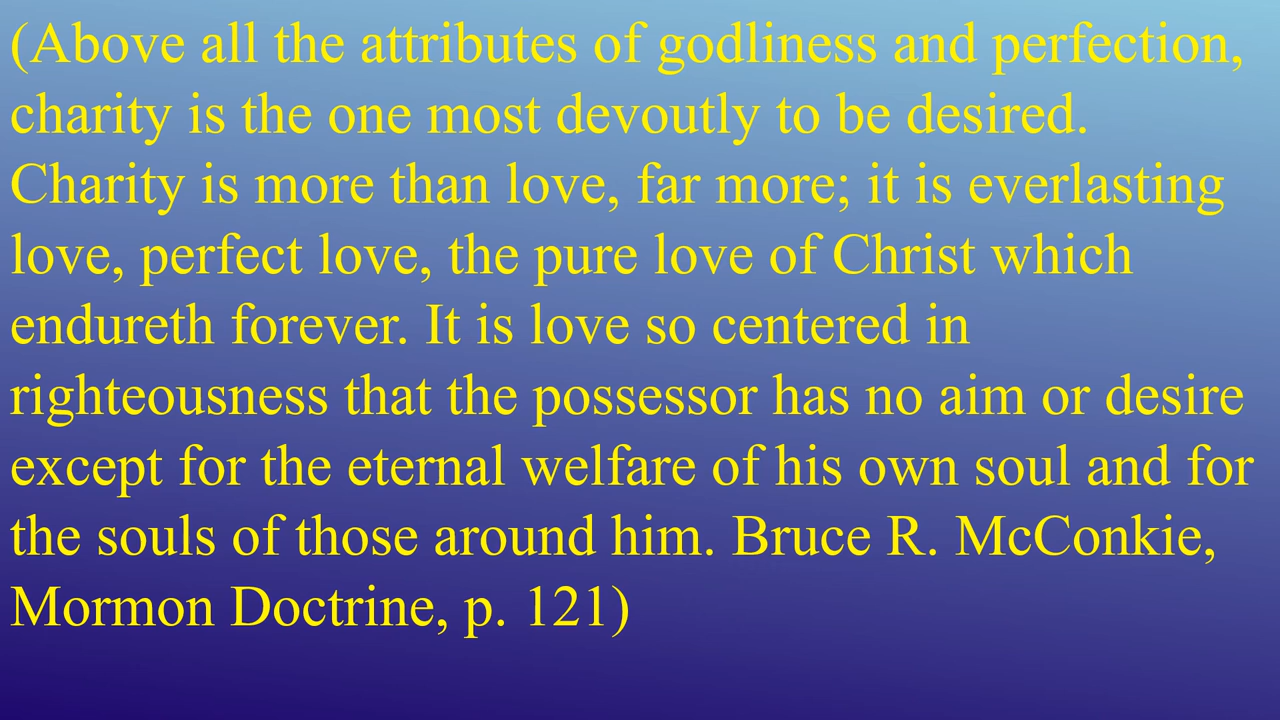 (Above all the attributes of godliness and perfection,
charity is the one most devoutly to be desired.
Charity is more than love, far more; it is everlasting
love, perfect love, the pure love of Christ which
endureth forever. It is love so centered in
righteousness that the possessor has no aim or desire
except for the eternal welfare of his own soul and for
the souls of those around him. Bruce R. McConkie,
Mormon Doctrine, p. 121)